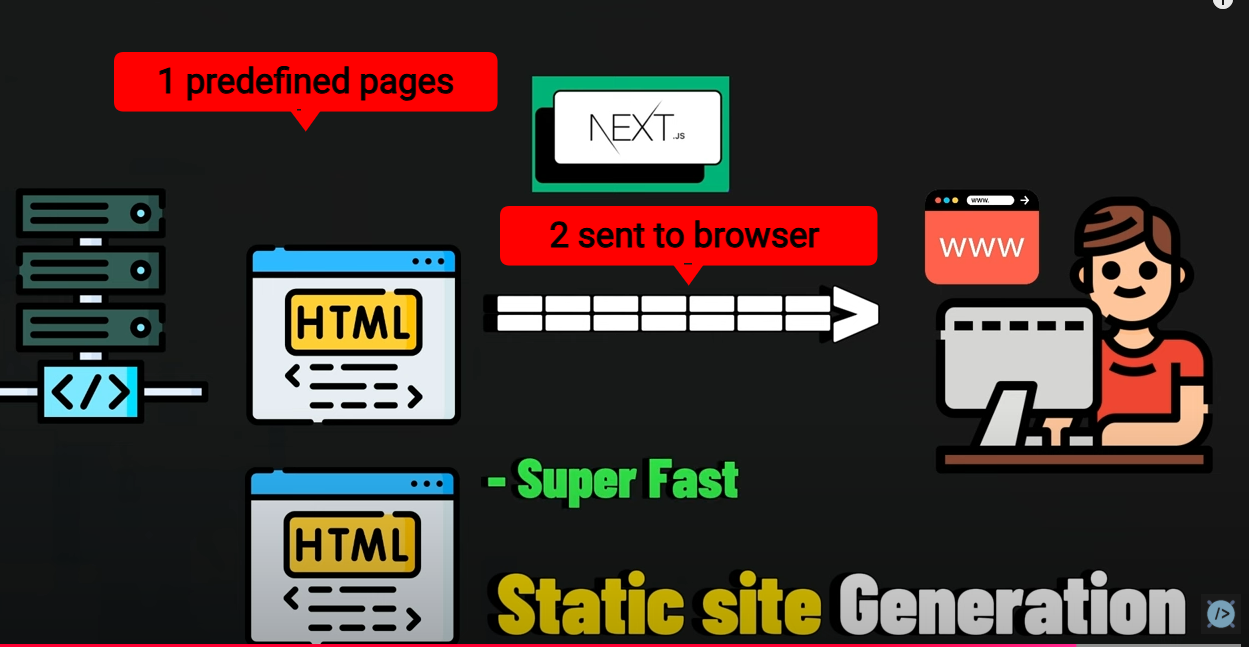 1 predefined pages
NEXT.JS
2 sent to browser
www.
www
HTML
</>
- Super Fast
HTML
Static site Generation